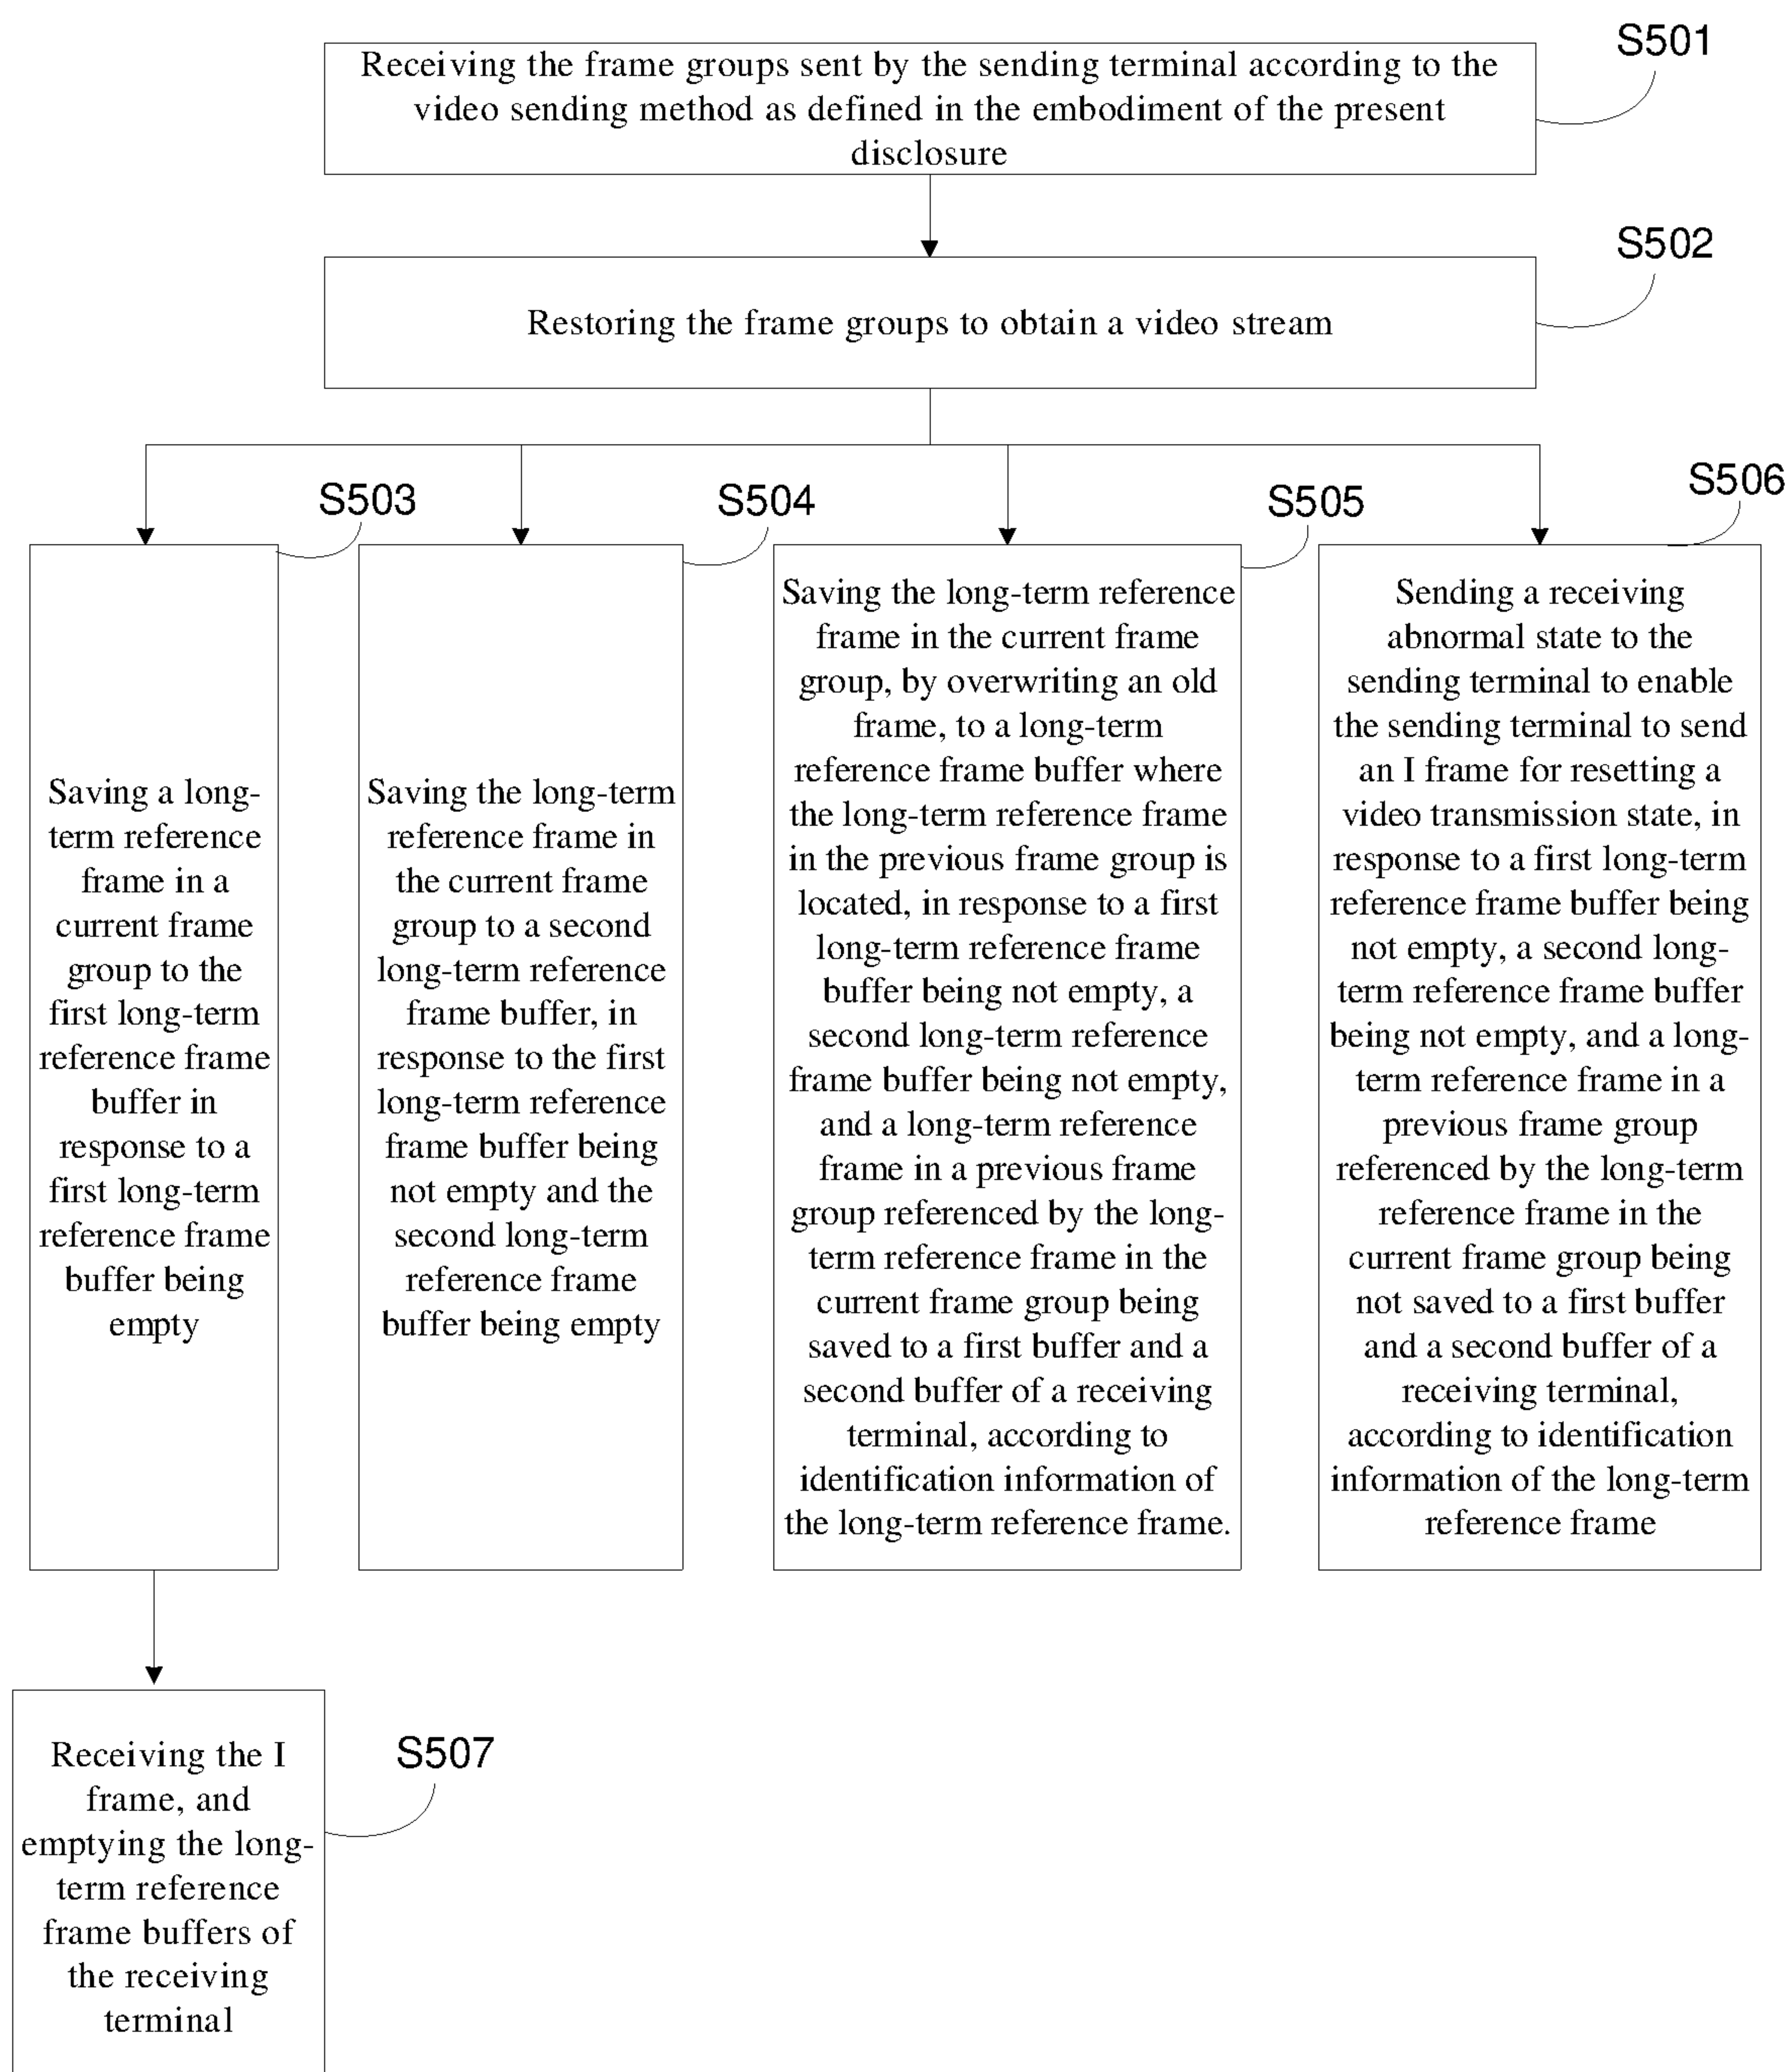 S501
Receiving the frame groups sent by the sending terminal according to the
video sending method as defined in the embodiment of the present
disclosure
S502
Restoring the frame groups to obtain a video stream
S503
Saving a long-
term reference
frame in a
current frame
group to the
first long-term
reference frame
buffer in
response to a
first long-term
reference frame
buffer being
empty
S504
Saving the long-term
reference frame in
the current frame
group to a second
long-term reference
frame buffer, in
response to the first
long-term reference
frame buffer being
not empty and the
second long-term
reference frame
buffer being empty
S505
Saving the long-term reference
frame in the current frame
group, by overwriting an old
frame, to a long-term
reference frame buffer where
the long-term reference frame
in the previous frame group is
located, in response to a first
long-term reference frame
buffer being not empty, a
second long-term reference
frame buffer being not empty,
and a long-term reference
frame in a previous frame
group referenced by the long-
term reference frame in the
current frame group being
saved to a first buffer and a
second buffer of a receiving
terminal, according to
identification information of
the long-term reference frame.
S506
Sending a receiving
abnormal state to the
sending terminal to enable
the sending terminal to send
an I frame for resetting a
video transmission state, in
response to a first long-term
reference frame buffer being
not empty, a second long-
term reference frame buffer
being not empty, and a long-
term reference frame in a
previous frame group
referenced by the long-term
reference frame in the
current frame group being
not saved to a first buffer
and a second buffer of a
receiving terminal,
according to identification
information of the long-term
reference frame
S507
Receiving the I
frame, and
emptying the long-
term reference
frame buffers of
the receiving
terminal